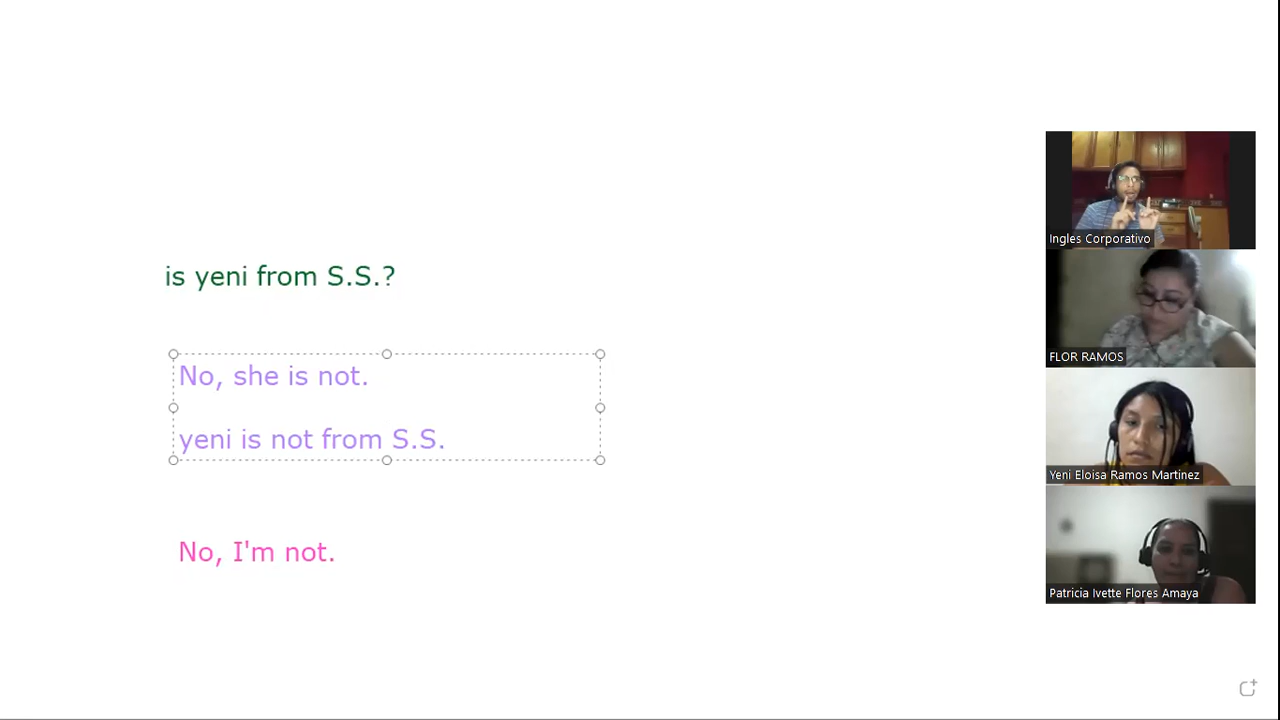 is yeni from S.S.?
No, she is not.
yeni is not from S.S.
No, I'm not.
Ingles Corporativo
FLOR RAMOS
Yeni Eloisa Ramos Martinez
Patricia Ivette Flores Amaya